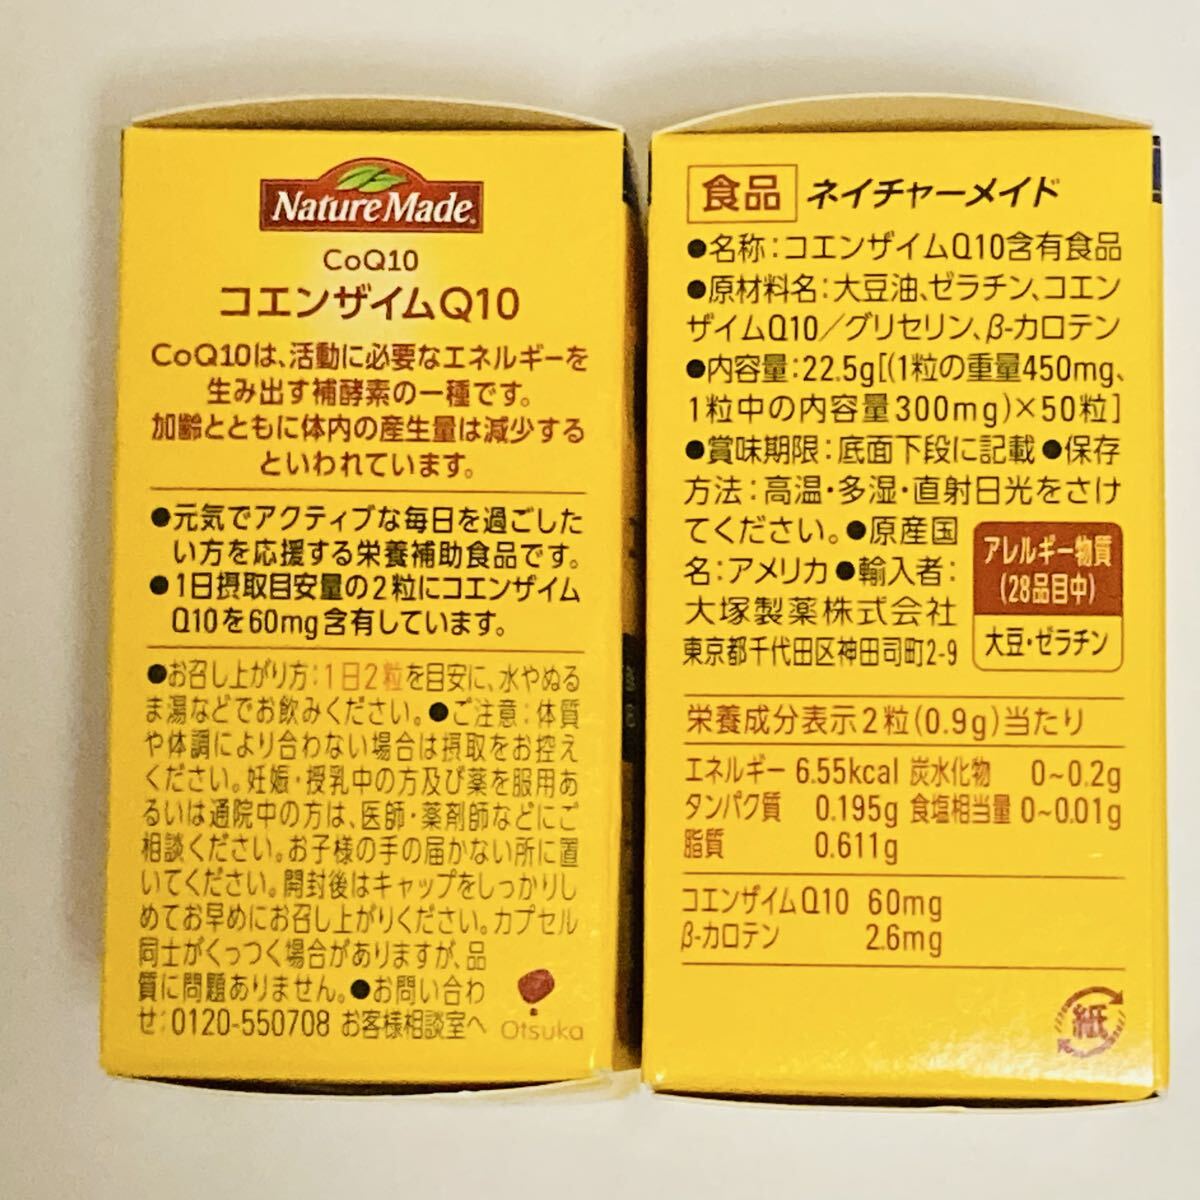 Nature Made
CoQ10
コエンザイムQ10
CoQ10は、活動に必要なエネルギーを
生み出す補酵素の一種です。
加齢とともに体内の産生量は減少する
といわれています。
●元気でアクティブな毎日を過ごした
い方を応援する栄養補助食品です。
●1日摂取目安量の2粒にコエンザイム
Q10を60mg含有しています。
●お召し上がり方:1日2粒を目安に、水やぬる
ま湯などでお飲みください。●ご注意:体質
や体調により合わない場合は摂取をお控え
ください。妊娠・授乳中の方及び薬を服用あ
るいは通院中の方は、医師・薬剤師などにご
相談ください。お子様の手の届かない所に置
いてください。開封後はキャップをしっかりし
めてお早めにお召し上がりください。カプセル
同士がくっつく場合がありますが、品
質に問題ありません。●お問い合わ
せ:0120-550708 お客様相談室へ
Otsuka
食品 ネイチャーメイド
●名称:コエンザイムQ10含有食品
●原材料名:大豆油、ゼラチン、コエン
ザイムQ10/グリセリン、β-カロテン
●内容量:22.5g[(1粒の重量450mg、
1粒中の内容量300mg)×50粒]
●賞味期限:底面下段に記載●保存
方法:高温・多湿・直射日光をさけ
てください。●原産国
名:アメリカ●輸入者:
大塚製薬株式会社
東京都千代田区神田司町2-9
アレルギー物質
(28品目中)
大豆・ゼラチン
栄養成分表示2粒(0.9g)当たり
エネルギー 6.55kcal 炭水化物 0~0.2g
タンパク質 0.195g 食塩相当量 0~0.01g
脂質 0.611g
コエンザイムQ10 60mg
β-カロテン 2.6mg
紙